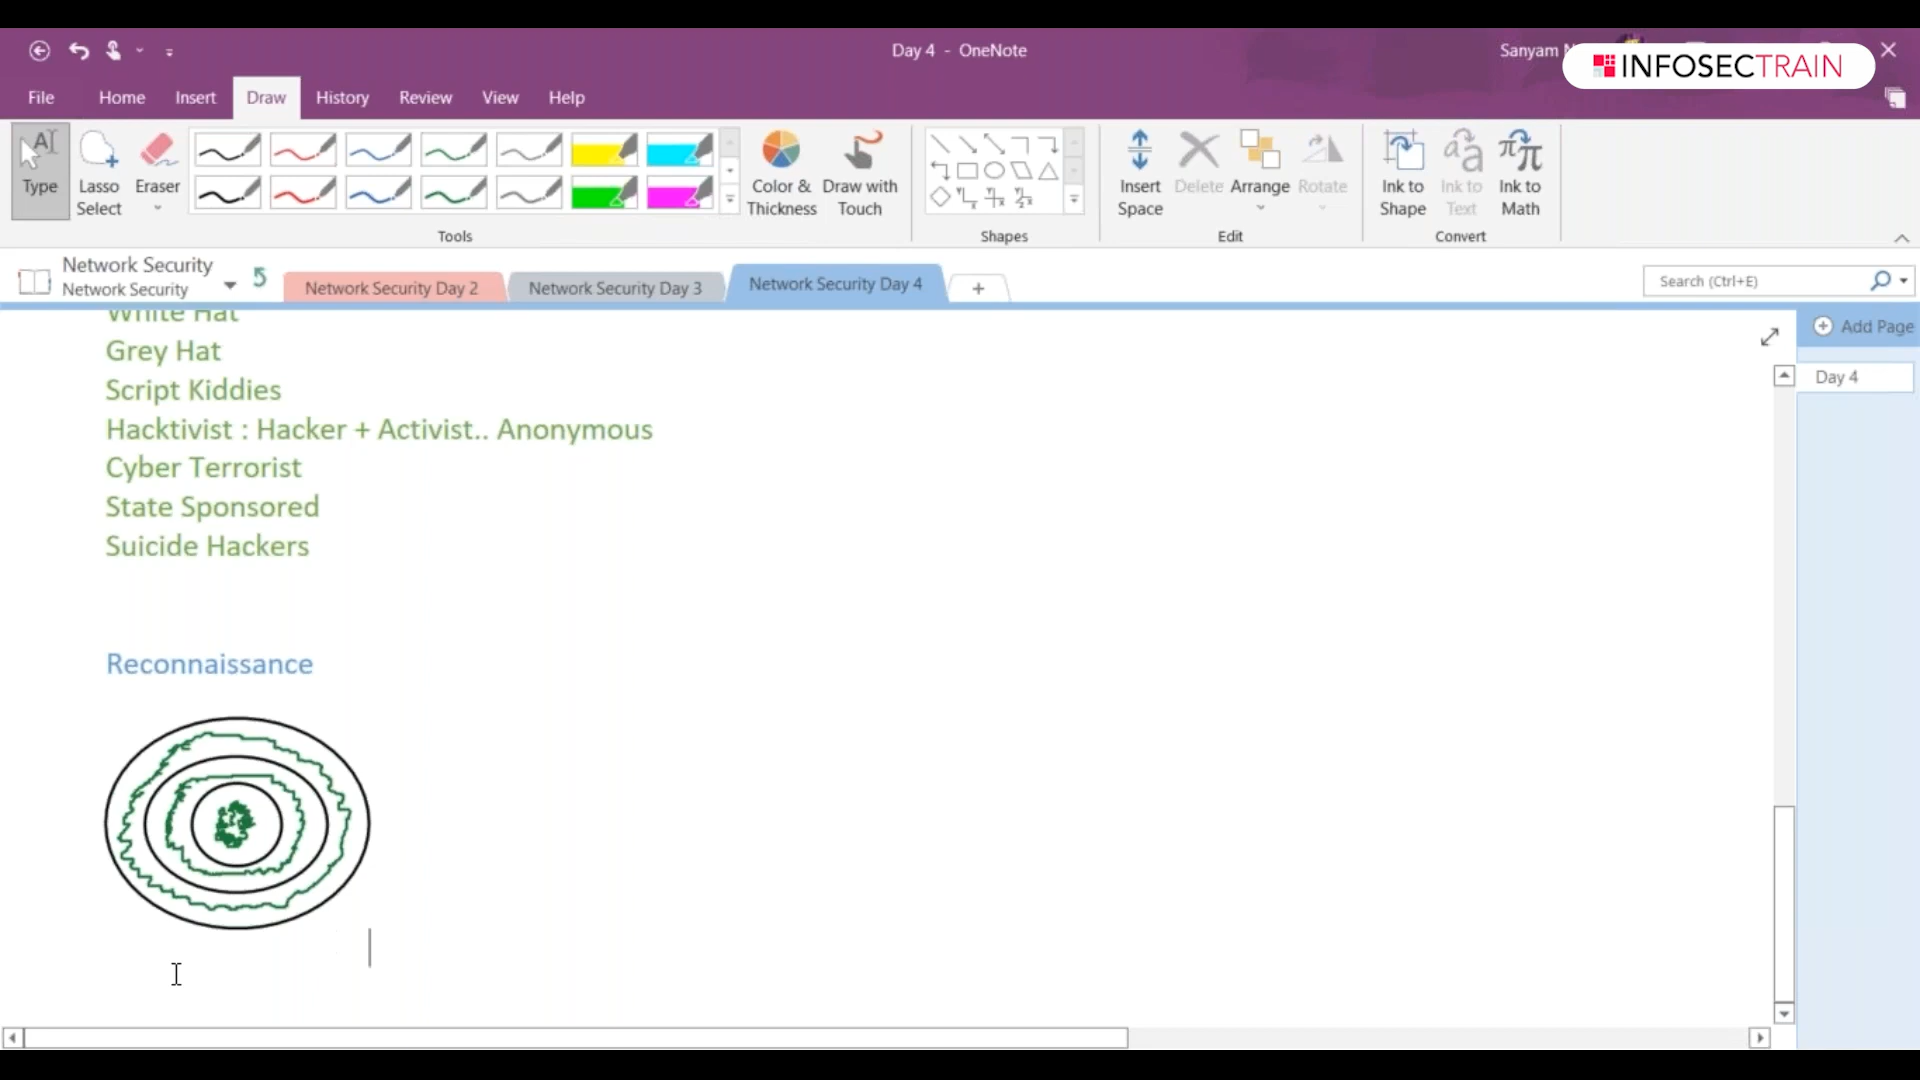 Day 4 - OneNote
Sanyam
INFOSECTRAIN
File Home Insert Draw History Review View Help
Type
Lasso Select
Eraser
Color & Thickness
Draw with Touch
Insert Space
Delete
Arrange
Rotate
Ink to Shape
Ink to Text
Ink to Math
Tools Shapes Edit Convert
Network Security
Network Security
Network Security Day 2
Network Security Day 3
Network Security Day 4
Search (Ctrl+E)
Add Page
Day 4
White Hat
Grey Hat
Script Kiddies
Hacktivist : Hacker + Activist.. Anonymous
Cyber Terrorist
State Sponsored
Suicide Hackers
Reconnaissance